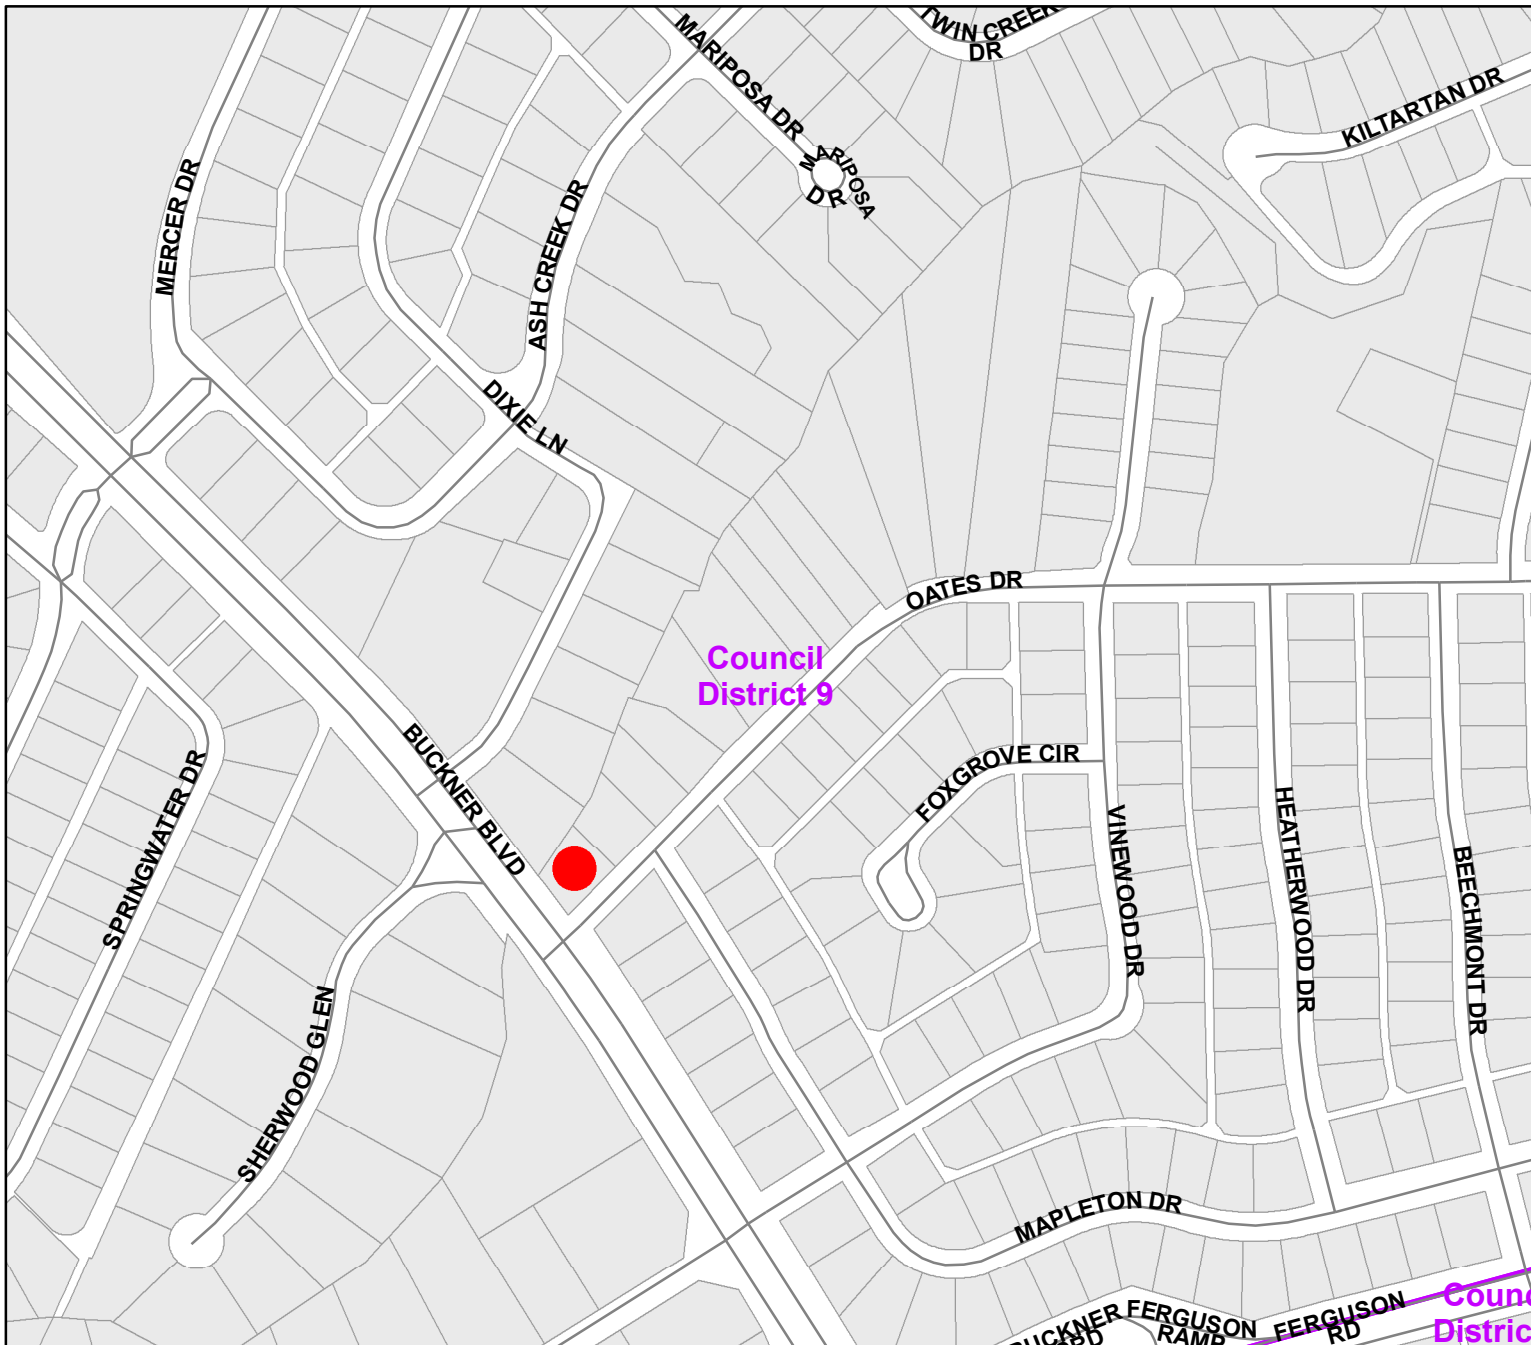 MARIPOSA DR
TWIN CREEK
DR
KILTARTAN DR
MARIPOSA
DR
MERCER DR
ASH CREEK DR
DIXIE LN
OATES DR
Council
District 9
BUCKNER BLVD
FOXGROVE CIR
SPRINGWATER DR
VINEWOOD DR
HEATHERWOOD DR
BEECHMONT DR
SHERWOOD GLEN
MAPLETON DR
BUCKNER FERGUSON
RD RAMP
FERGUSON
RD
Counc
Distric